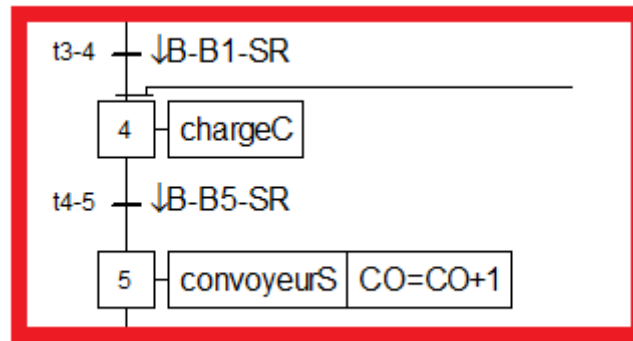 t3-4 ↓B-B1-SR
4 chargeC
t4-5 ↓B-B5-SR
5 convoyeurS CO=CO+1